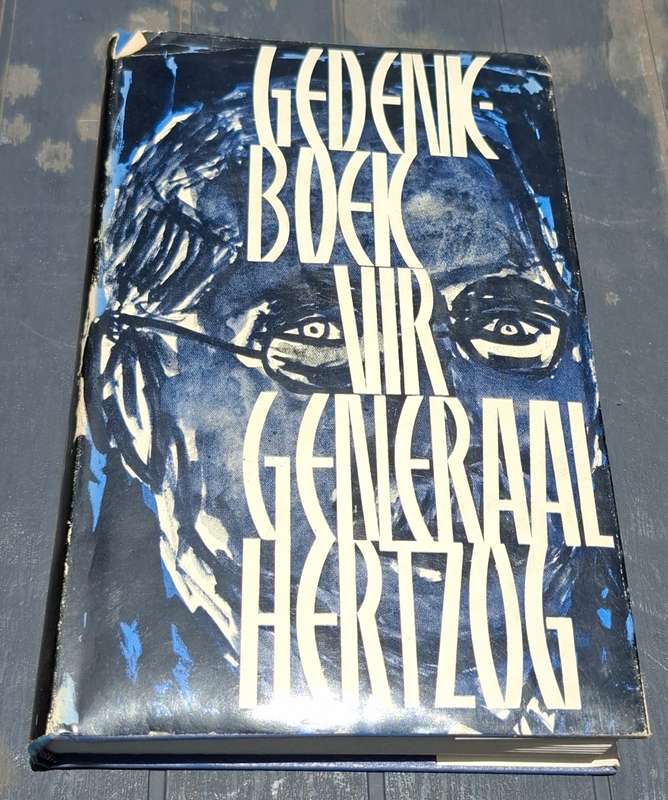 GEDENK-
BOEK
VIR
GENERAAL
HERTZOG